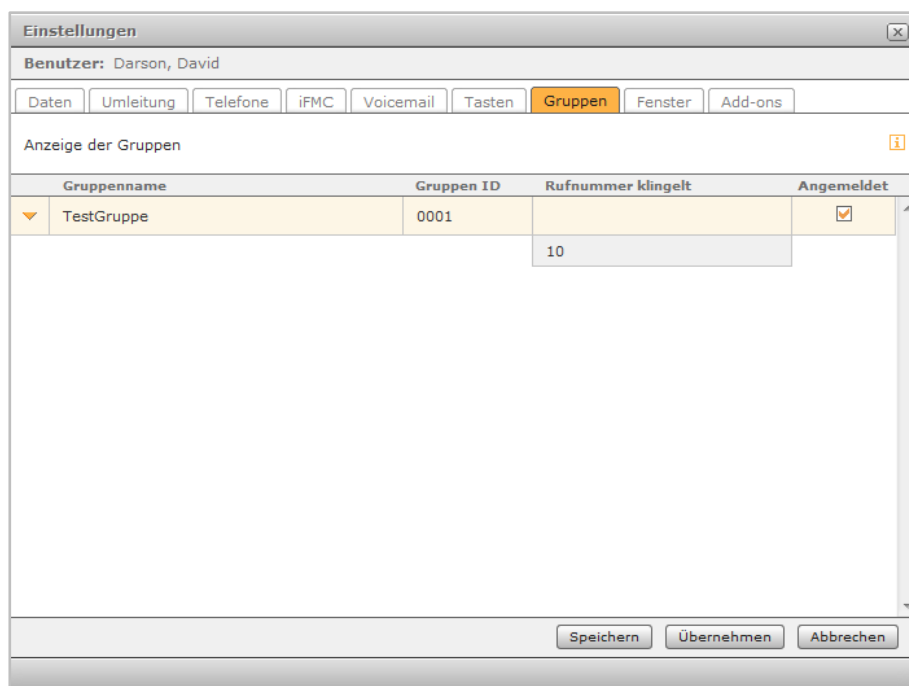 Einstellungen
Benutzer: Darson, David
Daten Umleitung Telefone iFMC Voicemail Tasten Gruppen Fenster Add-ons
Anzeige der Gruppen
Gruppenname Gruppen ID Rufnummer klingelt Angemeldet
TestGruppe 0001
10
Speichern Übernehmen Abbrechen